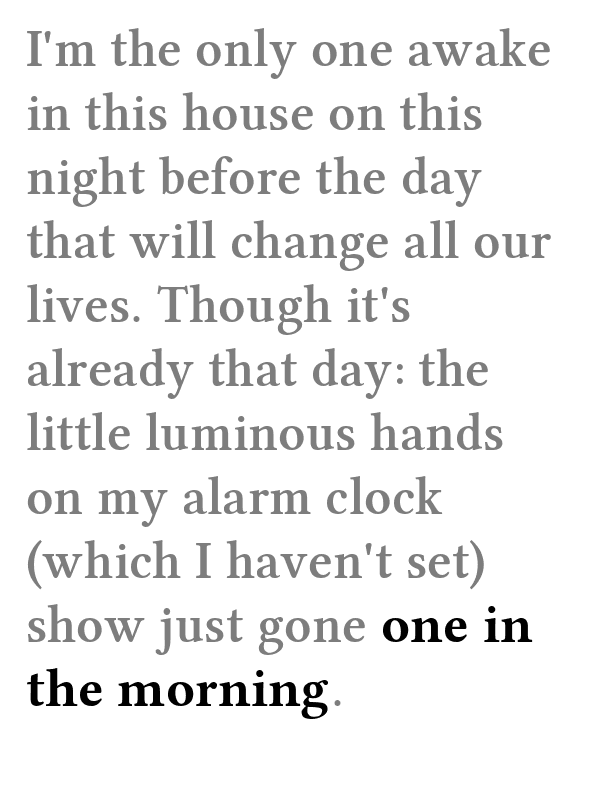 I'm the only one awake
in this house on this
night before the day
that will change all our
lives. Though it's
already that day: the
little luminous hands
on my alarm clock
(which I haven't set)
show just gone one in
the morning.